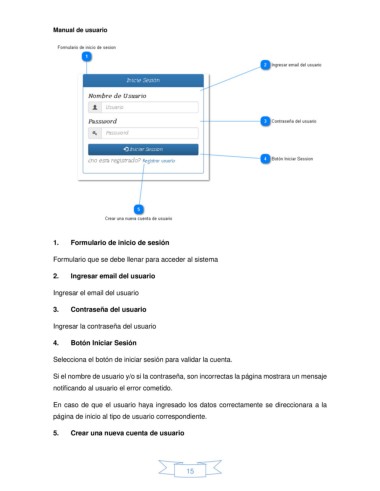 Manual de usuario
Formulario de inicio de sesion
1
Iniciar Sesión
2 Ingresar email del usuario
Nombre de Usuario
Usuario
Password
3 Contraseña del usuario
Password
Iniciar Sesion
4 Botón Iniciar Session
¿no esta registrado? Registrar usuario
5
Crear una nueva cuenta de usuario
1. Formulario de inicio de sesión
Formulario que se debe llenar para acceder al sistema
2. Ingresar email del usuario
Ingresar el email del usuario
3. Contraseña del usuario
Ingresar la contraseña del usuario
4. Botón Iniciar Sesión
Selecciona el botón de iniciar sesión para validar la cuenta.
Si el nombre de usuario y/o si la contraseña, son incorrectas la página mostrara un mensaje
notificando al usuario el error cometido.
En caso de que el usuario haya ingresado los datos correctamente se direccionara a la
página de inicio al tipo de usuario correspondiente.
5. Crear una nueva cuenta de usuario
15